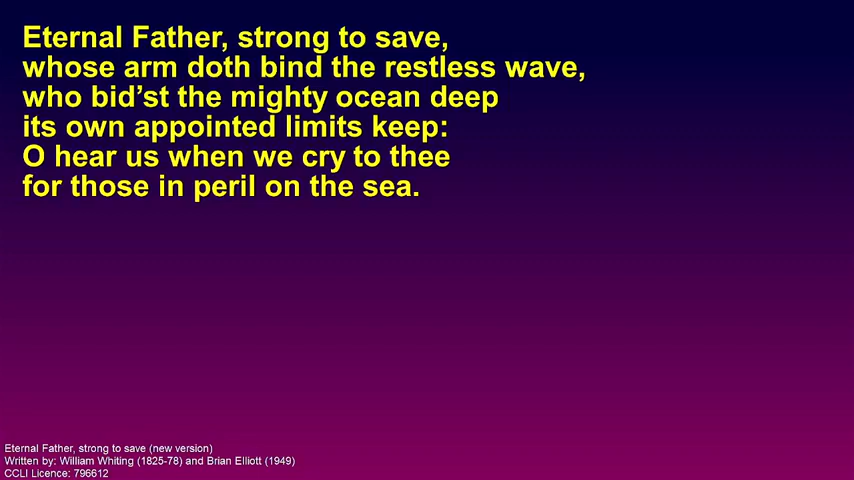 Eternal Father, strong to save,
whose arm doth bind the restless wave,
who bid’st the mighty ocean deep
its own appointed limits keep:
O hear us when we cry to thee
for those in peril on the sea.
Eternal Father, strong to save (new version)
Written by: William Whiting (1825-78) and Brian Elliott (1949)
CCLI Licence: 796612